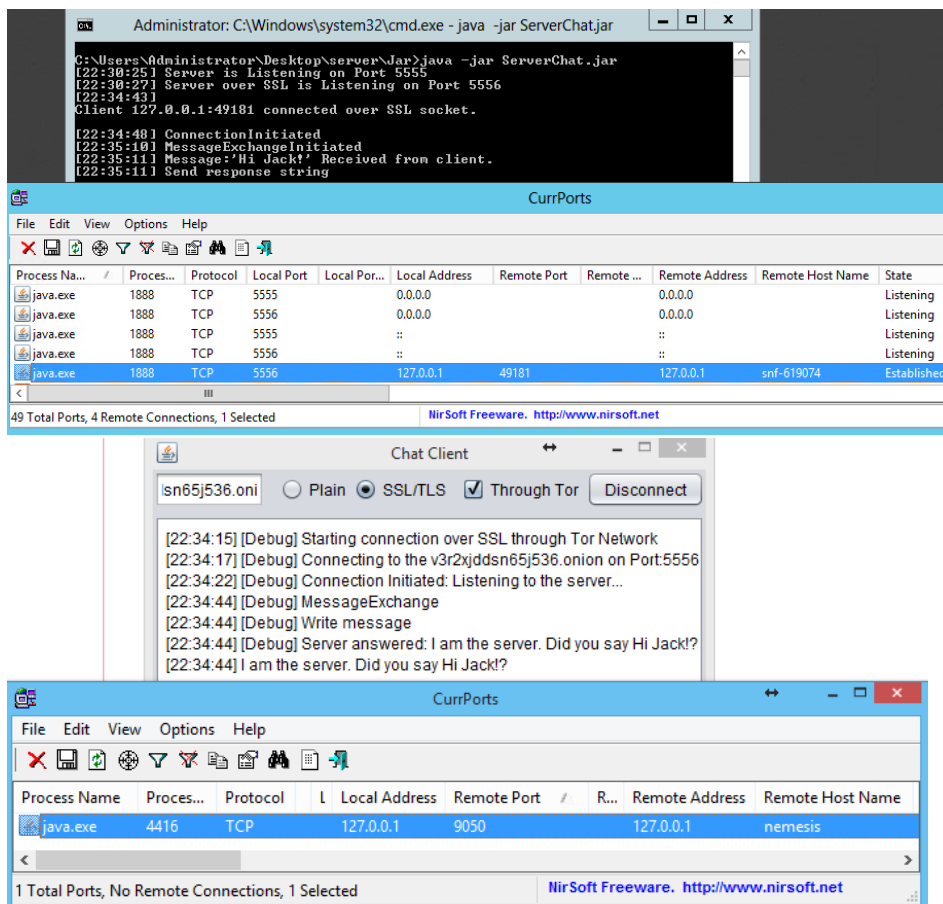 Administrator: C:\Windows\system32\cmd.exe - java -jar ServerChat.jar
C:\Users\Administrator\Desktop\server\Jar>java -jar ServerChat.jar
[22:30:25] Server is Listening on Port 5555
[22:30:27] Server over SSL is Listening on Port 5556
[22:34:43]
Client 127.0.0.1:49181 connected over SSL socket.
[22:34:48] ConnectionInitiated
[22:35:10] MessageExchangeInitiated
[22:35:11] Message:'Hi Jack!' Received from client.
[22:35:11] Send response string
CurrPorts
File Edit View Options Help
Process Na... Proces... Protocol Local Port Local Por... Local Address Remote Port Remote ... Remote Address Remote Host Name State
java.exe 1888 TCP 5555 0.0.0.0 0.0.0.0 Listening
java.exe 1888 TCP 5556 0.0.0.0 0.0.0.0 Listening
java.exe 1888 TCP 5555 :: :: Listening
java.exe 1888 TCP 5556 :: :: Listening
java.exe 1888 TCP 5556 127.0.0.1 49181 127.0.0.1 snf-619074 Established
49 Total Ports, 4 Remote Connections, 1 Selected NirSoft Freeware. http://www.nirsoft.net
Chat Client
sn65j536.oni Plain SSL/TLS Through Tor Disconnect
[22:34:15] [Debug] Starting connection over SSL through Tor Network
[22:34:17] [Debug] Connecting to the v3r2xjddsn65j536.onion on Port:5556
[22:34:22] [Debug] Connection Initiated: Listening to the server...
[22:34:44] [Debug] MessageExchange
[22:34:44] [Debug] Write message
[22:34:44] [Debug] Server answered: I am the server. Did you say Hi Jack!?
[22:34:44] I am the server. Did you say Hi Jack!?
CurrPorts
File Edit View Options Help
Process Name Proces... Protocol L Local Address Remote Port R... Remote Address Remote Host Name
java.exe 4416 TCP 127.0.0.1 9050 127.0.0.1 nemesis
1 Total Ports, No Remote Connections, 1 Selected NirSoft Freeware. http://www.nirsoft.net